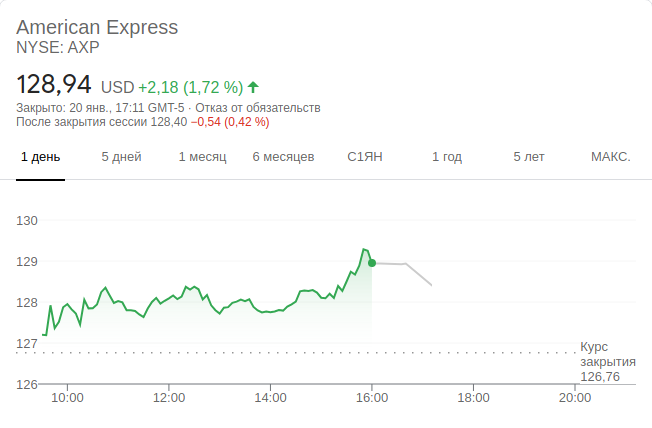 American Express
NYSE: AXP
128,94 USD +2,18 (1,72 %)
Закрыто: 20 янв., 17:11 GMT-5 · Отказ от обязательств
После закрытия сессии 128,40 −0,54 (0,42 %)
1 день 5 дней 1 месяц 6 месяцев С1ЯН 1 год 5 лет МАКС.
130
129
128
127
Курс
закрытия
126,76
126
10:00 12:00 14:00 16:00 18:00 20:00